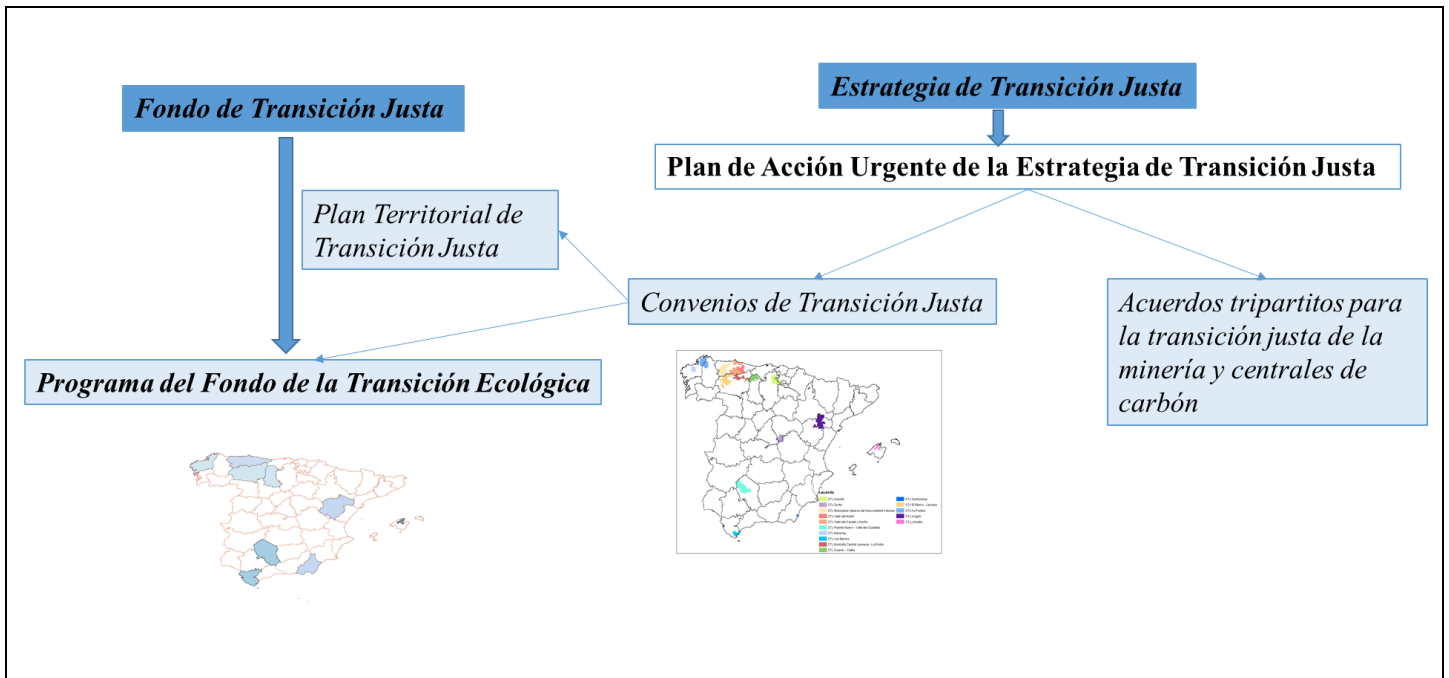 Fondo de Transición Justa
Estrategia de Transición Justa
Plan de Acción Urgente de la Estrategia de Transición Justa
Plan Territorial de
Transición Justa
Convenios de Transición Justa
Acuerdos tripartitos para
la transición justa de la
minería y centrales de
carbón
Programa del Fondo de la Transición Ecológica
Leyenda